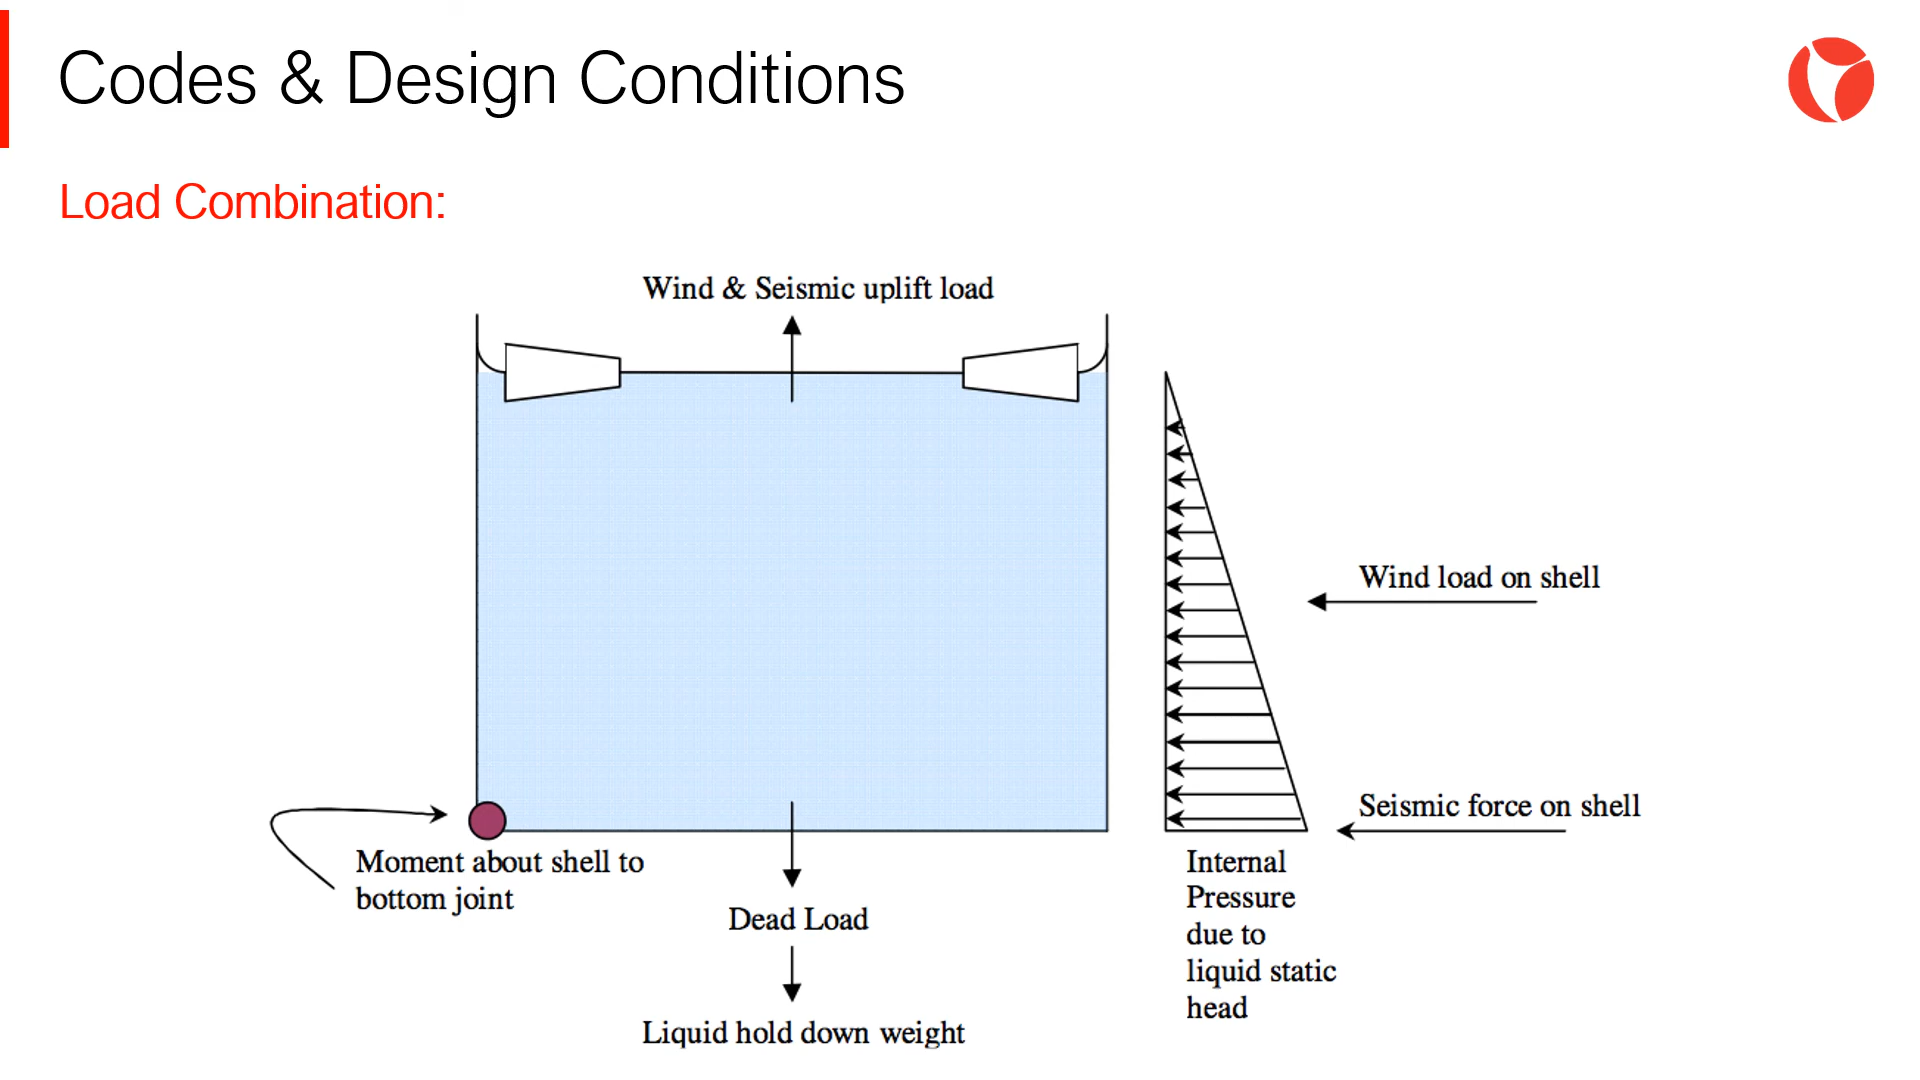 Codes & Design Conditions
Load Combination:
Wind & Seismic uplift load
Wind load on shell
Seismic force on shell
Moment about shell to
bottom joint
Dead Load
Liquid hold down weight
Internal
Pressure
due to
liquid static
head